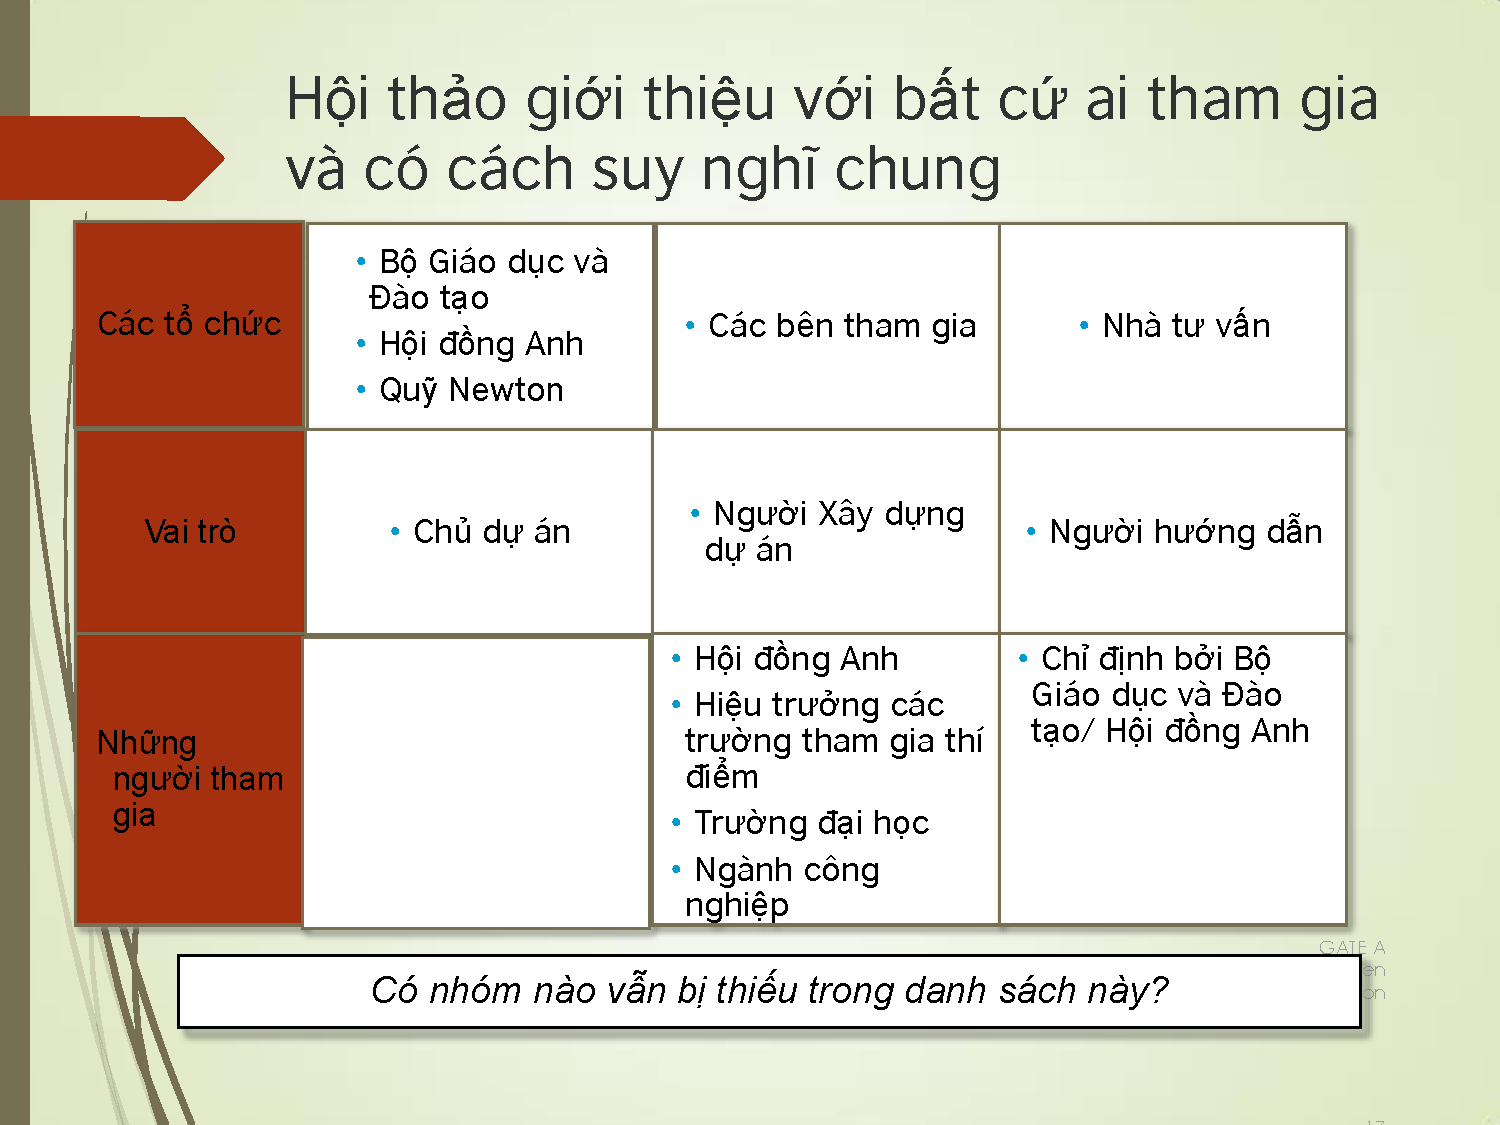 Hội thảo giới thiệu với bất cứ ai tham gia
và có cách suy nghĩ chung
Các tổ chức
• Bộ Giáo dục và
Đào tạo
• Hội đồng Anh
• Quỹ Newton
• Các bên tham gia
• Nhà tư vấn
Vai trò
• Chủ dự án
• Người Xây dựng
dự án
• Người hướng dẫn
Những
người tham
gia
• Hội đồng Anh
• Hiệu trưởng các
trường tham gia thí
điểm
• Trường đại học
• Ngành công
nghiệp
• Chỉ định bởi Bộ
Giáo dục và Đào
tạo/ Hội đồng Anh
GATE A
Có nhóm nào vẫn bị thiếu trong danh sách này?